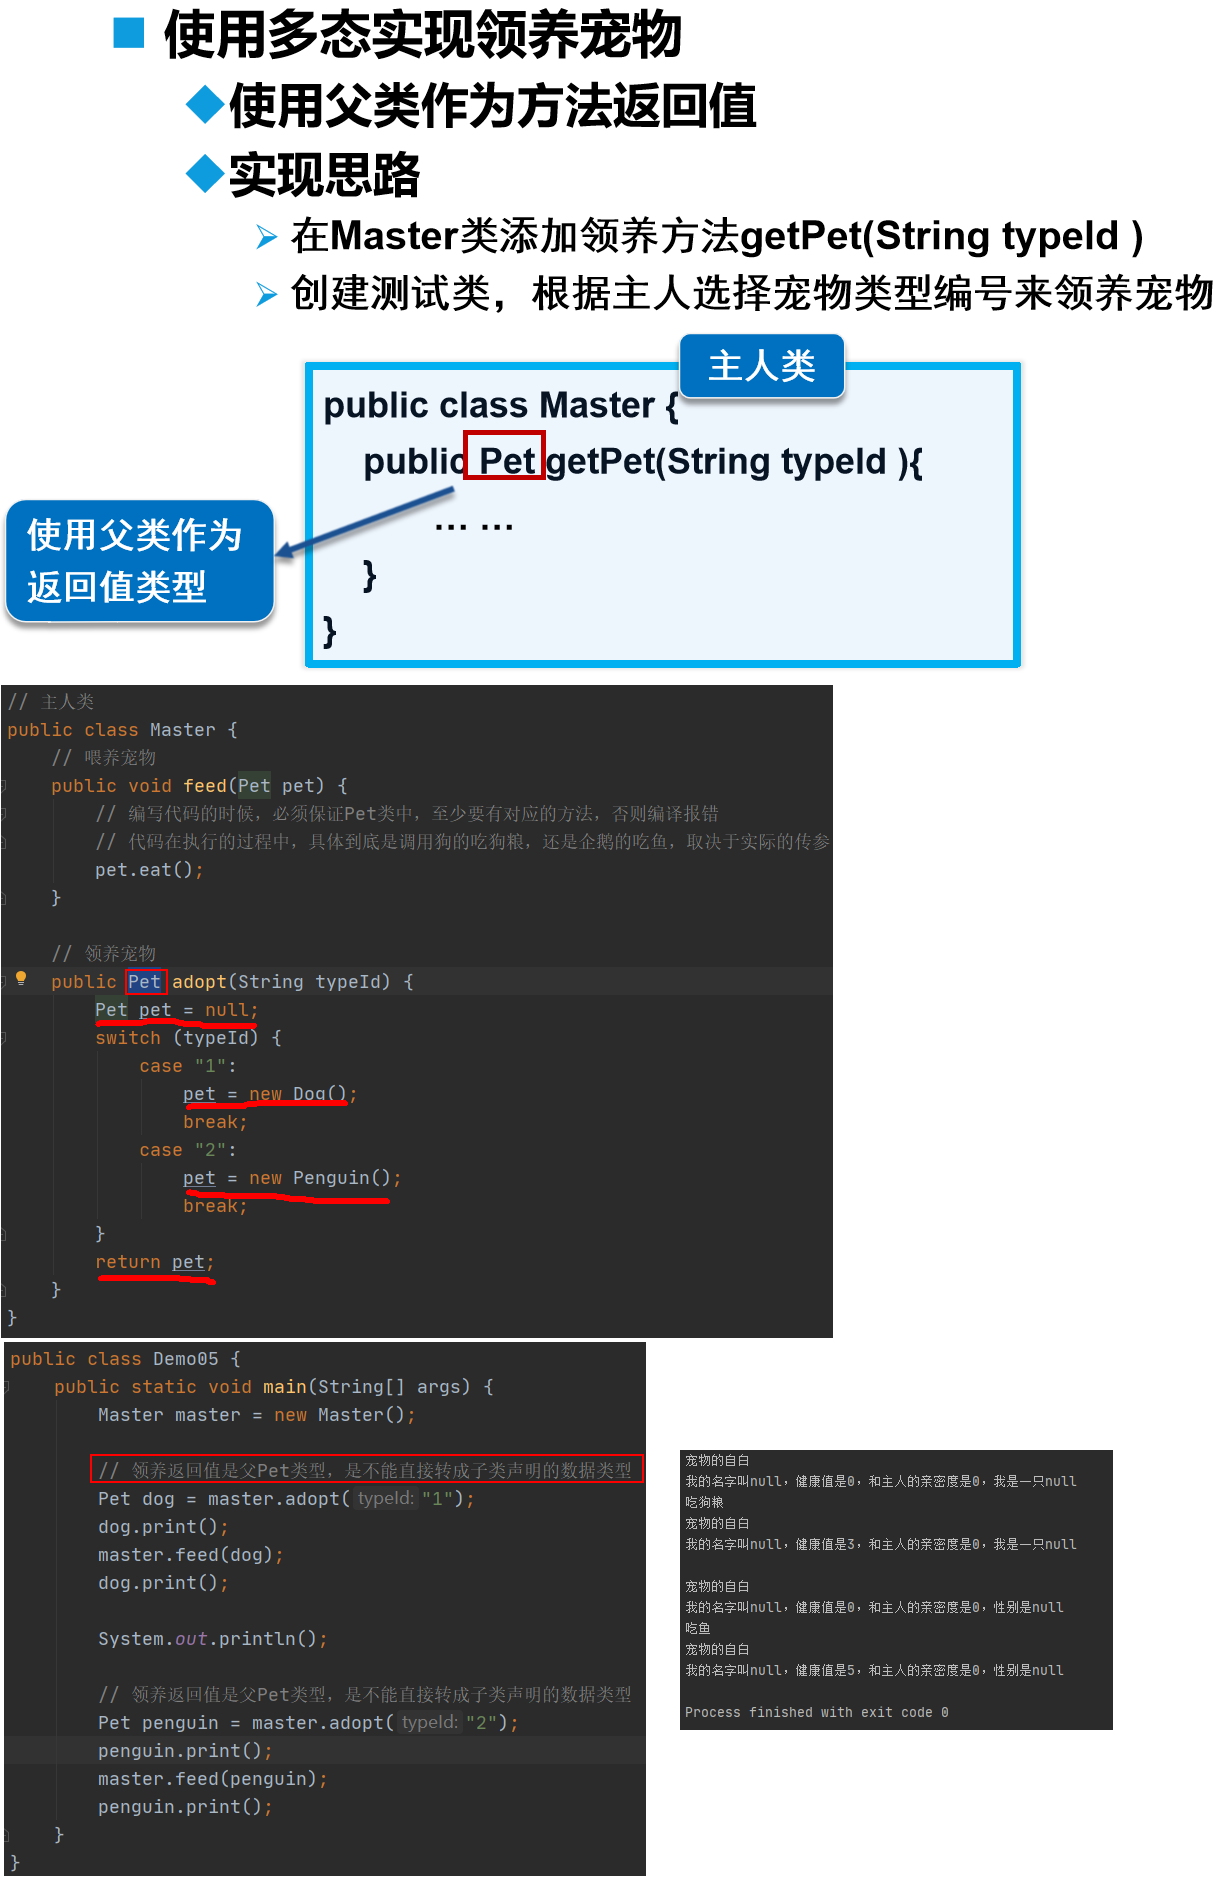 使用多态实现领养宠物
使用父类作为方法返回值
实现思路
在Master类添加领养方法getPet(String typeId )
创建测试类，根据主人选择宠物类型编号来领养宠物
主人类
public class Master {
public Pet getPet(String typeId ){
… …
}
}
使用父类作为
返回值类型
// 主人类
public class Master {
// 喂养宠物
public void feed(Pet pet) {
// 编写代码的时候，必须保证Pet类中，至少要有对应的方法，否则编译报错
// 代码在执行的过程中，具体到底是调用狗的吃狗粮，还是企鹅的吃鱼，取决于实际的传参
pet.eat();
}
// 领养宠物
public Pet adopt(String typeId) {
Pet pet = null;
switch (typeId) {
case "1":
pet = new Dog();
break;
case "2":
pet = new Penguin();
break;
}
return pet;
}
}
public class Demo05 {
public static void main(String[] args) {
Master master = new Master();
// 领养返回值是父Pet类型，是不能直接转成子类声明的数据类型
Pet dog = master.adopt( typeId: "1");
dog.print();
master.feed(dog);
dog.print();
System.out.println();
// 领养返回值是父Pet类型，是不能直接转成子类声明的数据类型
Pet penguin = master.adopt( typeId: "2");
penguin.print();
master.feed(penguin);
penguin.print();
}
}
宠物的自白
我的名字叫null，健康值是0，和主人的亲密度是0，我是一只null
吃狗粮
宠物的自白
我的名字叫null，健康值是3，和主人的亲密度是0，我是一只null
宠物的自白
我的名字叫null，健康值是0，和主人的亲密度是0，性别是null
吃鱼
宠物的自白
我的名字叫null，健康值是5，和主人的亲密度是0，性别是null
Process finished with exit code 0